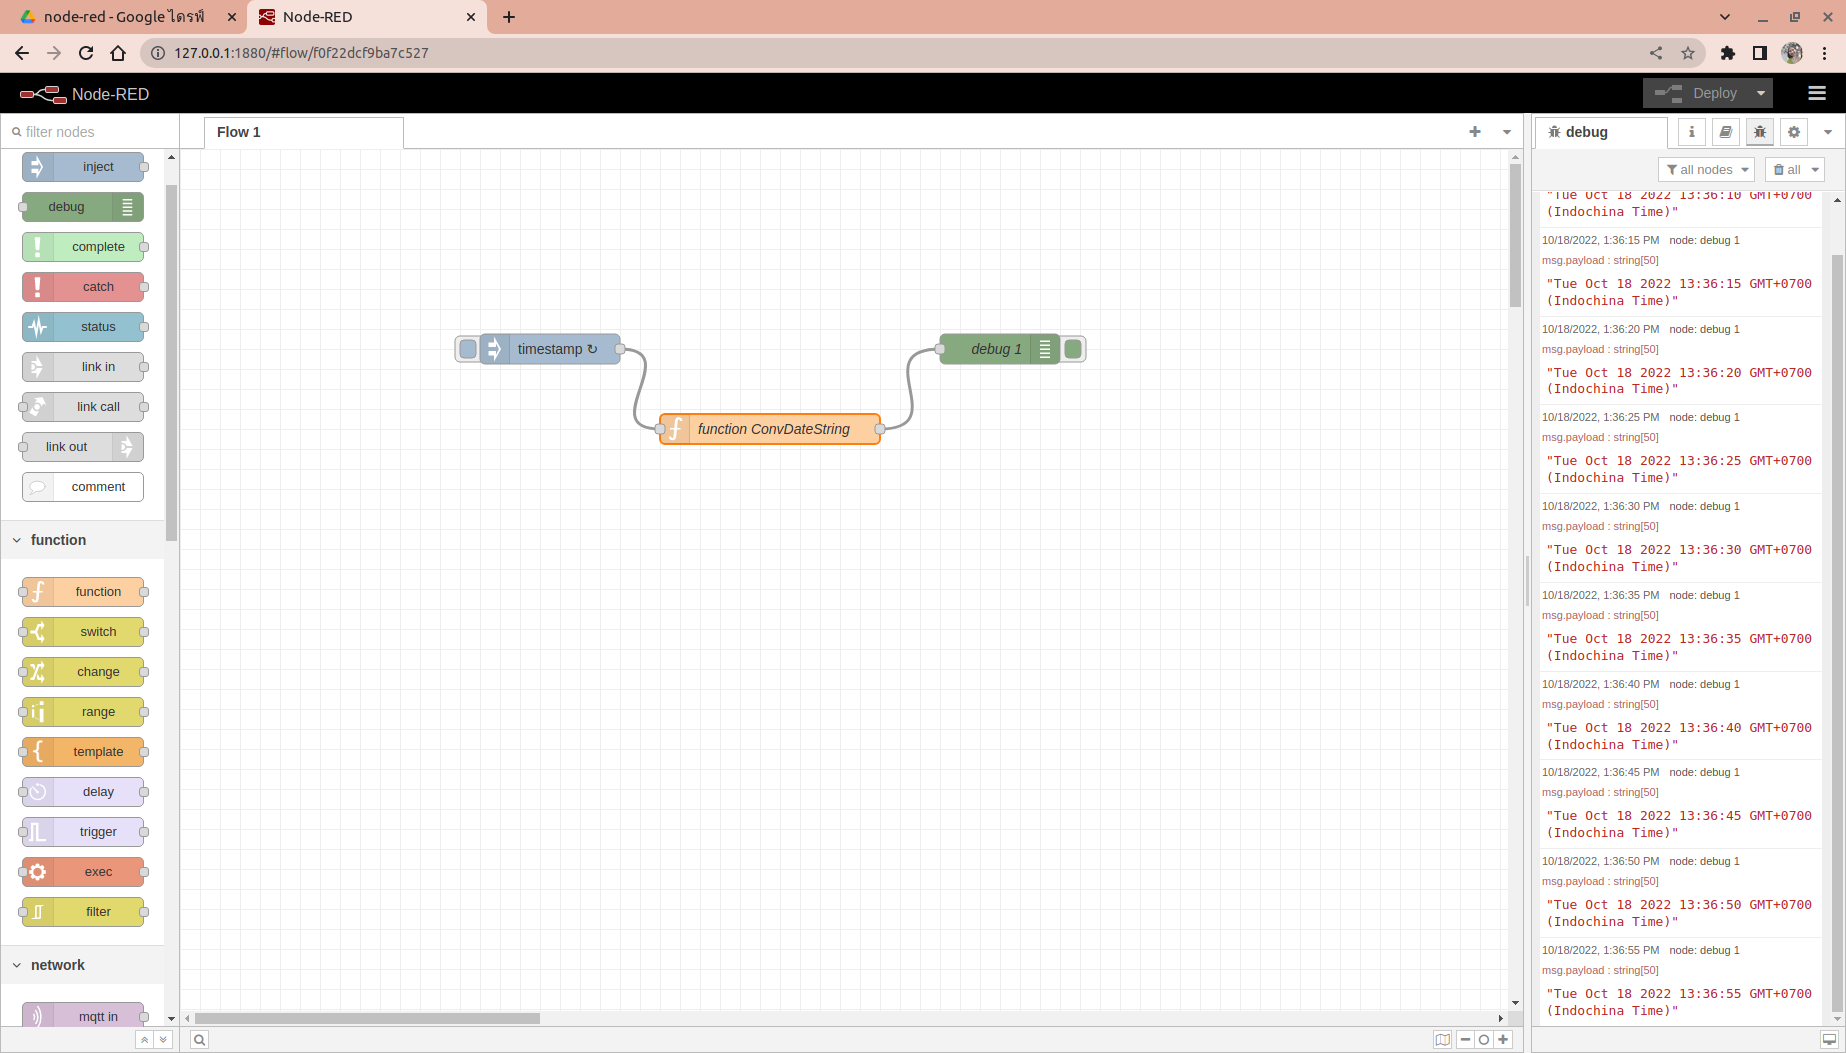 node-red - Google ไดรฟ์
Node-RED
127.0.0.1:1880/#flow/f0f22dcf9ba7c527
Node-RED
Deploy
filter nodes
Flow 1
debug
all nodes
all
inject
debug
complete
catch
status
link in
link call
link out
comment
function
function
switch
change
range
template
delay
trigger
exec
filter
network
mqtt in
timestamp ↻
function ConvDateString
debug 1
"Tue Oct 18 2022 13:36:10 GMT+0700
(Indochina Time)"
10/18/2022, 1:36:15 PM node: debug 1
msg.payload : string[50]
"Tue Oct 18 2022 13:36:15 GMT+0700
(Indochina Time)"
10/18/2022, 1:36:20 PM node: debug 1
msg.payload : string[50]
"Tue Oct 18 2022 13:36:20 GMT+0700
(Indochina Time)"
10/18/2022, 1:36:25 PM node: debug 1
msg.payload : string[50]
"Tue Oct 18 2022 13:36:25 GMT+0700
(Indochina Time)"
10/18/2022, 1:36:30 PM node: debug 1
msg.payload : string[50]
"Tue Oct 18 2022 13:36:30 GMT+0700
(Indochina Time)"
10/18/2022, 1:36:35 PM node: debug 1
msg.payload : string[50]
"Tue Oct 18 2022 13:36:35 GMT+0700
(Indochina Time)"
10/18/2022, 1:36:40 PM node: debug 1
msg.payload : string[50]
"Tue Oct 18 2022 13:36:40 GMT+0700
(Indochina Time)"
10/18/2022, 1:36:45 PM node: debug 1
msg.payload : string[50]
"Tue Oct 18 2022 13:36:45 GMT+0700
(Indochina Time)"
10/18/2022, 1:36:50 PM node: debug 1
msg.payload : string[50]
"Tue Oct 18 2022 13:36:50 GMT+0700
(Indochina Time)"
10/18/2022, 1:36:55 PM node: debug 1
msg.payload : string[50]
"Tue Oct 18 2022 13:36:55 GMT+0700
(Indochina Time)"